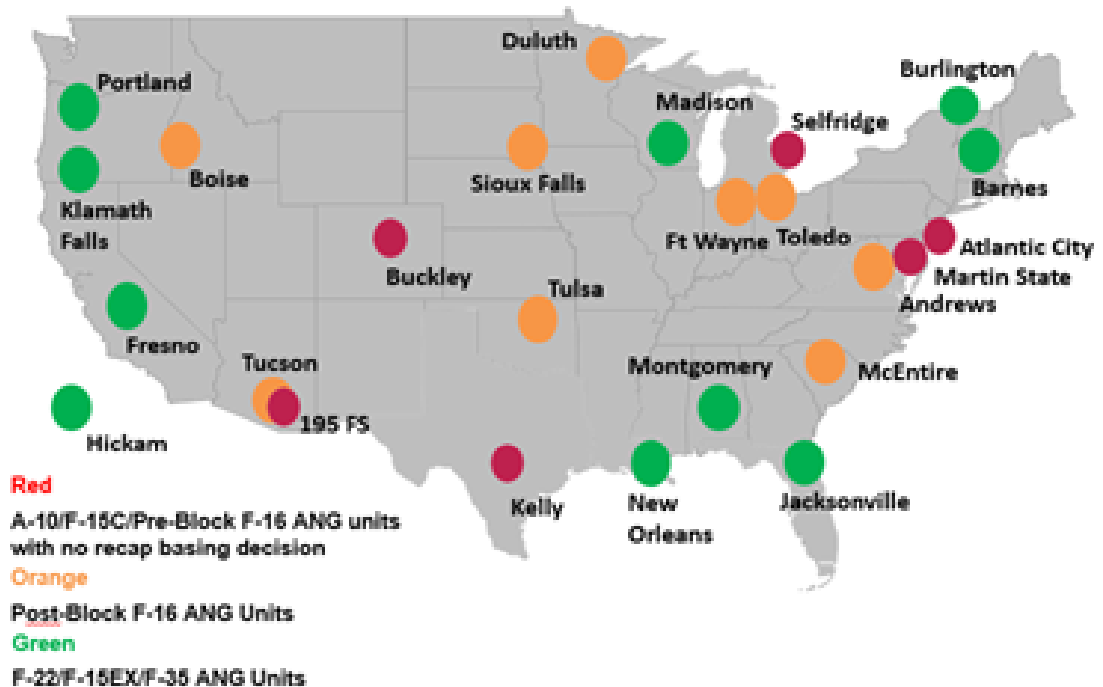 Duluth
Burlington
Portland
Madison
Selfridge
Boise
Sioux Falls
Barnes
Klamath
Falls
Ft Wayne
Toledo
Atlantic City
Buckley
Martin State
Tulsa
Andrews
Fresno
Tucson
Montgomery
McEntire
195 FS
Hickam
Red
Kelly
New
Orleans
Jacksonville
A-10/F-15C/Pre-Block F-16 ANG units
with no recap basing decision
Orange
Post-Block F-16 ANG Units
Green
F-22/F-15EX/F-35 ANG Units